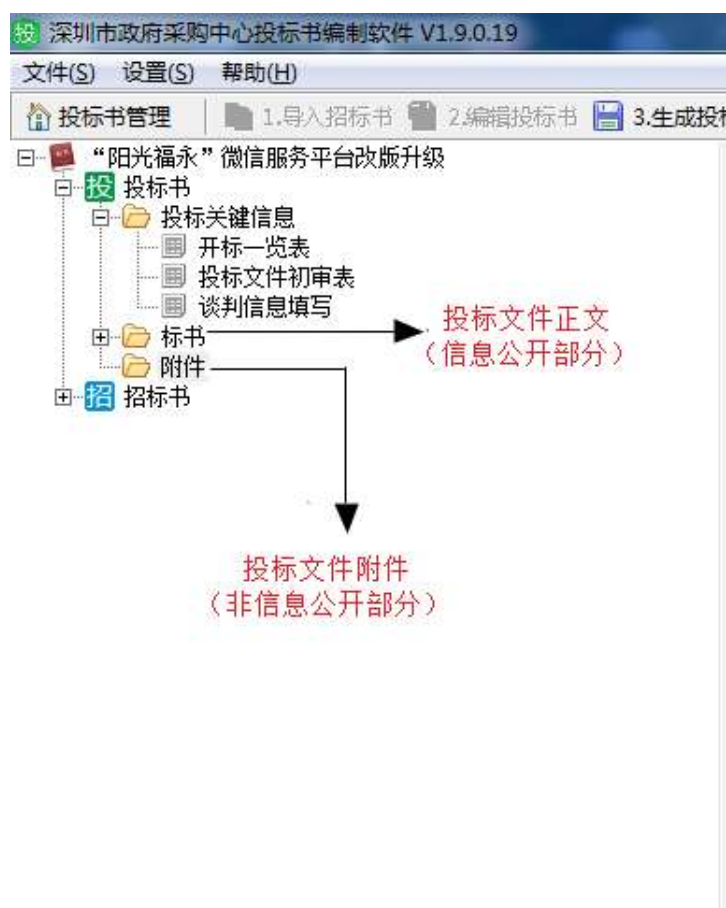 投 深圳市政府采购中心投标书编制软件 V1.9.0.19
文件(S) 设置(S) 帮助(H)
投标书管理 1.导入招标书 2.编辑投标书 3.生成投
“阳光福永”微信服务平台改版升级
投 投标书
投标关键信息
开标一览表
投标文件初审表
谈判信息填写
标书
投标文件正文
（信息公开部分）
附件
招 招标书
投标文件附件
（非信息公开部分）